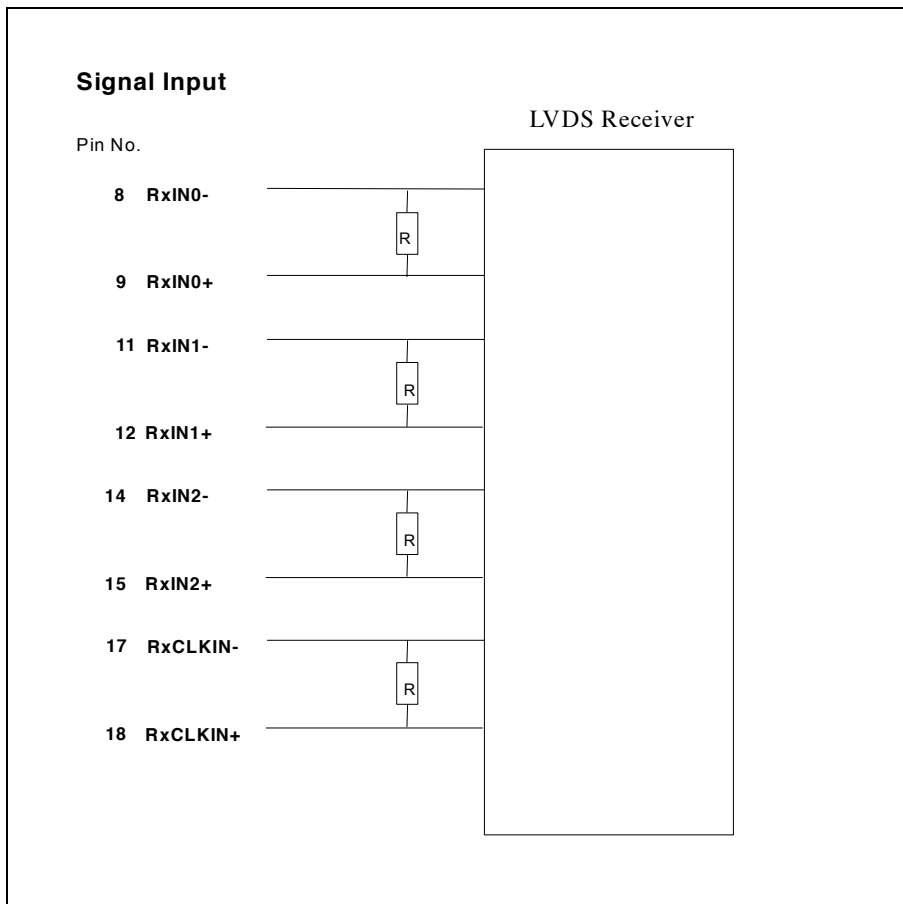 Signal Input
LVDS Receiver
Pin No.
8 RxIN0-
R
9 RxIN0+
11 RxIN1-
R
12 RxIN1+
14 RxIN2-
R
15 RxIN2+
17 RxCLKIN-
R
18 RxCLKIN+